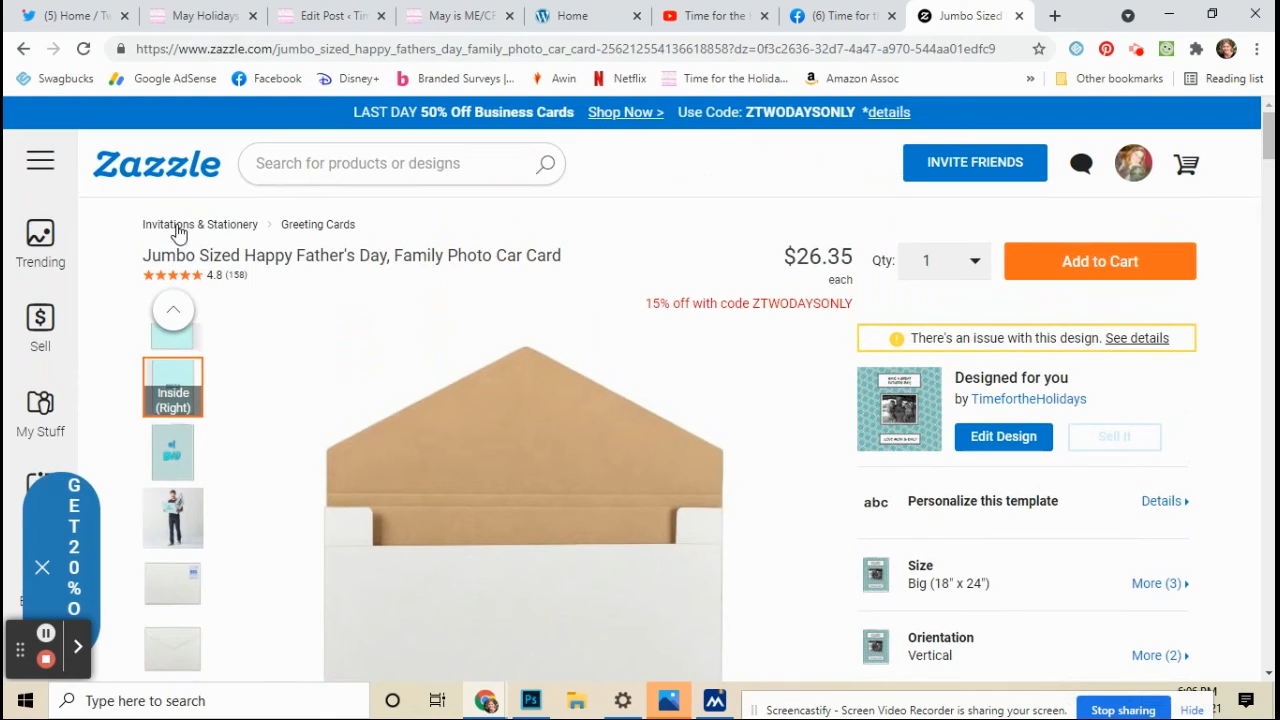 (5) Home / Tw
May Holidays
Edit Post ‹ Tim
May is ME/CF
Home
Time for the
(6) Time for th
Jumbo Sized
https://www.zazzle.com/jumbo_sized_happy_fathers_day_family_photo_car_card-256212554136618858?dz=0f3c2636-32d7-4a47-a970-544aa01edfc9
Swagbucks
Google AdSense
Facebook
Disney+
Branded Surveys |...
Awin
Netflix
Time for the Holida...
Amazon Assoc
»
Other bookmarks
Reading list
LAST DAY 50% Off Business Cards Shop Now > Use Code: ZTWODAYSONLY *details
Zazzle
Search for products or designs
INVITE FRIENDS
Trending
Sell
My Stuff
Invitations & Stationery > Greeting Cards
Jumbo Sized Happy Father's Day, Family Photo Car Card
4.8 (158)
$26.35
each
Qty: 1
Add to Cart
15% off with code ZTWODAYSONLY
There's an issue with this design. See details
Inside
(Right)
Designed for you
by TimefortheHolidays
Edit Design
Sell It
abc
Personalize this template
Details
Size
Big (18" x 24")
More (3)
Orientation
Vertical
More (2)
G
E
T
2
0
%
O
Type here to search
Screencastify - Screen Video Recorder is sharing your screen.
Stop sharing
Hide